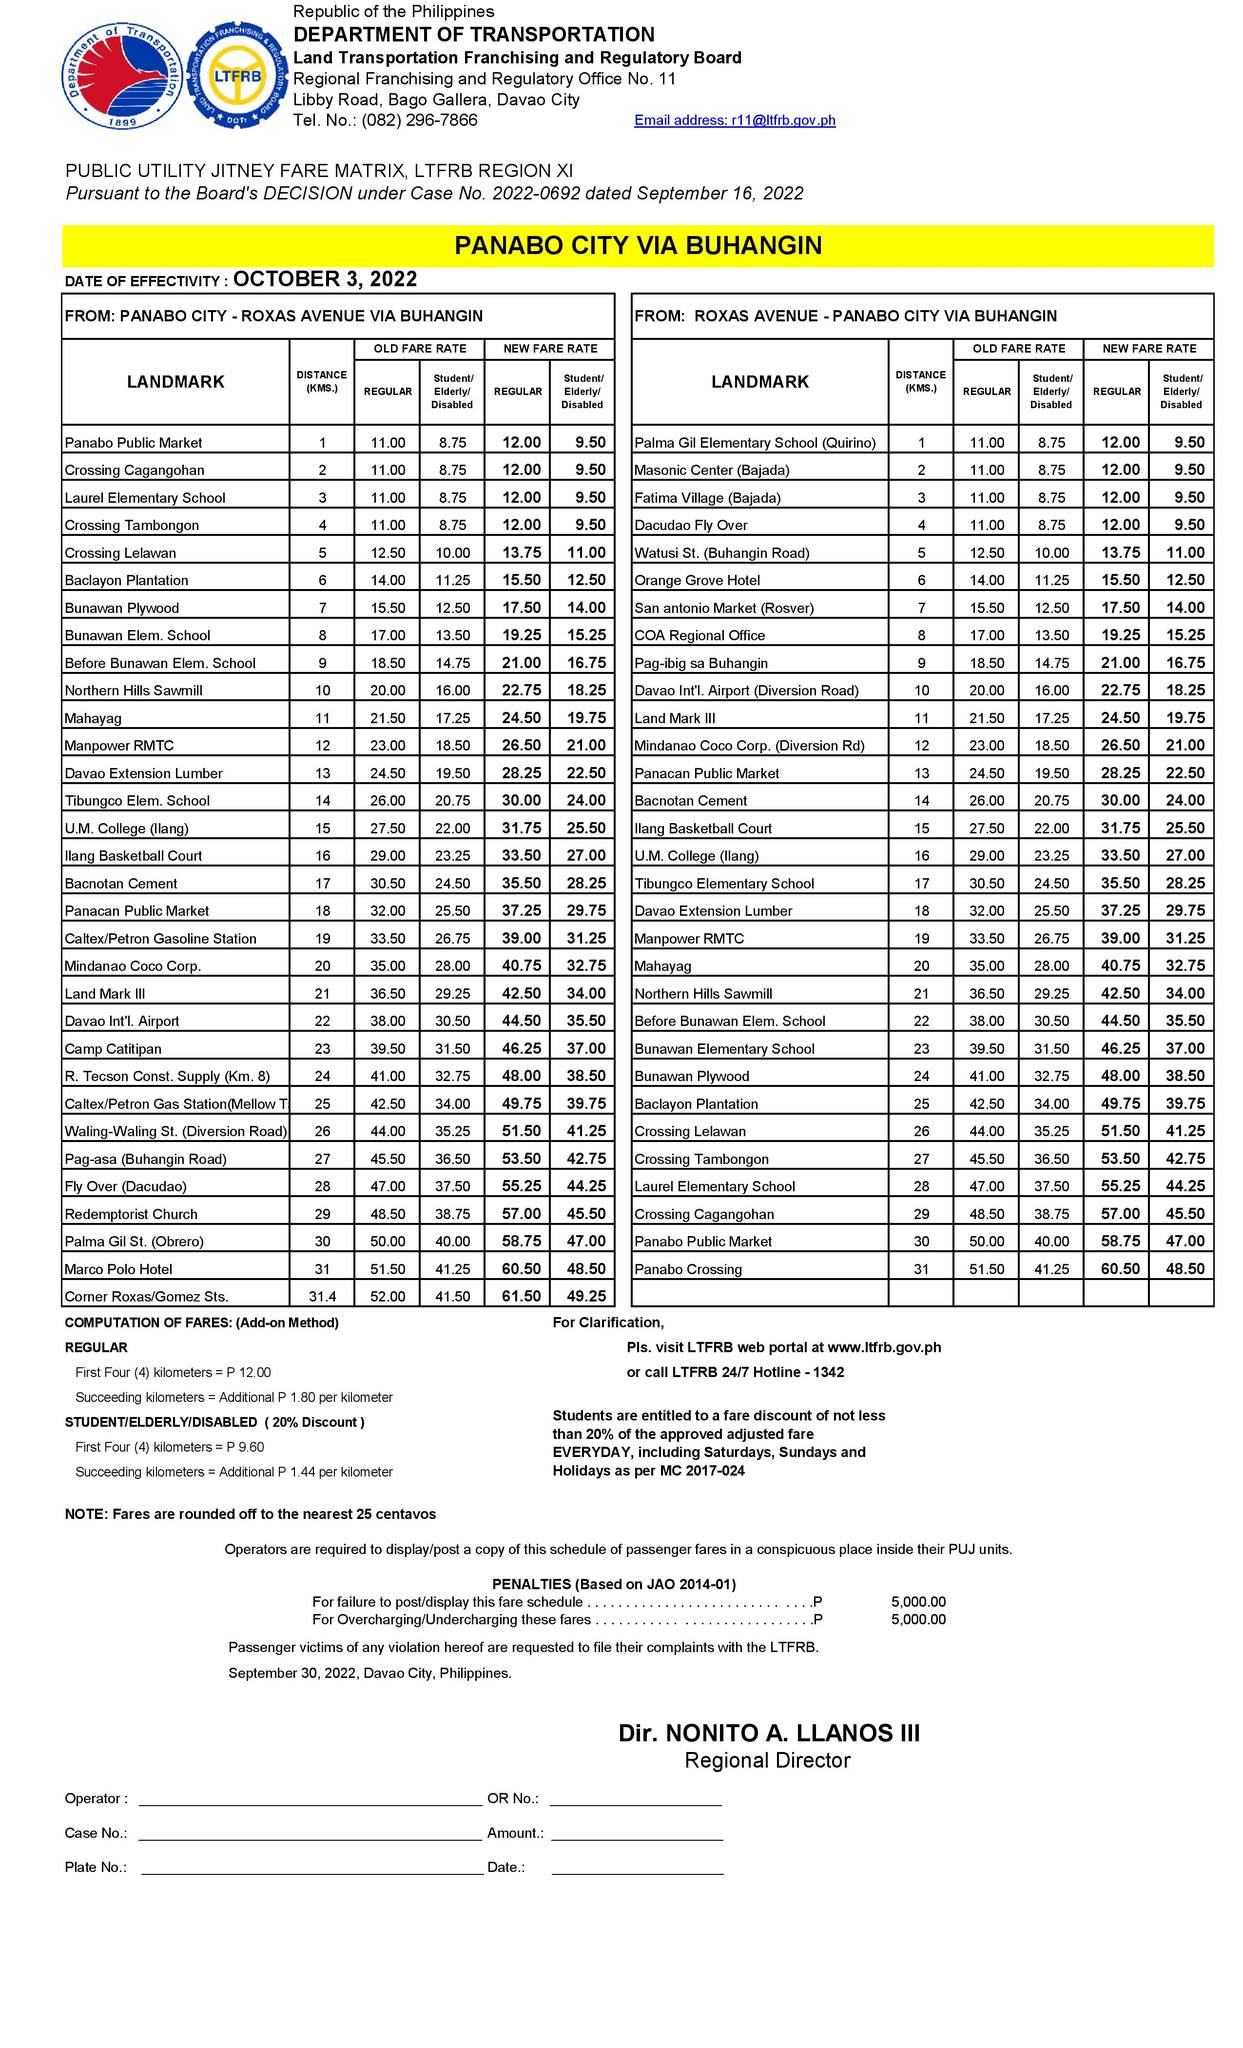 Republic of the Philippines
DEPARTMENT OF TRANSPORTATION
Land Transportation Franchising and Regulatory Board
Regional Franchising and Regulatory Office No. 11
Libby Road, Bago Gallera, Davao City
Tel. No.: (082) 296-7866 Email address: r11@ltfrb.gov.ph
Department of Transportation
1899
LAND TRANSPORTATION FRANCHISING & REGULATORY BOARD
LTFRB
DOTr
PUBLIC UTILITY JITNEY FARE MATRIX, LTFRB REGION XI
Pursuant to the Board's DECISION under Case No. 2022-0692 dated September 16, 2022
PANABO CITY VIA BUHANGIN
DATE OF EFFECTIVITY : OCTOBER 3, 2022
FROM: PANABO CITY - ROXAS AVENUE VIA BUHANGIN
LANDMARK DISTANCE (KMS.) OLD FARE RATE NEW FARE RATE
REGULAR Student/ Elderly/ Disabled REGULAR Student/ Elderly/ Disabled
Panabo Public Market 1 11.00 8.75 12.00 9.50
Crossing Cagangohan 2 11.00 8.75 12.00 9.50
Laurel Elementary School 3 11.00 8.75 12.00 9.50
Crossing Tambongon 4 11.00 8.75 12.00 9.50
Crossing Lelawan 5 12.50 10.00 13.75 11.00
Baclayon Plantation 6 14.00 11.25 15.50 12.50
Bunawan Plywood 7 15.50 12.50 17.50 14.00
Bunawan Elem. School 8 17.00 13.50 19.25 15.25
Before Bunawan Elem. School 9 18.50 14.75 21.00 16.75
Northern Hills Sawmill 10 20.00 16.00 22.75 18.25
Mahayag 11 21.50 17.25 24.50 19.75
Manpower RMTC 12 23.00 18.50 26.50 21.00
Davao Extension Lumber 13 24.50 19.50 28.25 22.50
Tibungco Elem. School 14 26.00 20.75 30.00 24.00
U.M. College (Ilang) 15 27.50 22.00 31.75 25.50
Ilang Basketball Court 16 29.00 23.25 33.50 27.00
Bacnotan Cement 17 30.50 24.50 35.50 28.25
Panacan Public Market 18 32.00 25.50 37.25 29.75
Caltex/Petron Gasoline Station 19 33.50 26.75 39.00 31.25
Mindanao Coco Corp. 20 35.00 28.00 40.75 32.75
Land Mark III 21 36.50 29.25 42.50 34.00
Davao Int'l. Airport 22 38.00 30.50 44.50 35.50
Camp Catitipan 23 39.50 31.50 46.25 37.00
R. Tecson Const. Supply (Km. 8) 24 41.00 32.75 48.00 38.50
Caltex/Petron Gas Station(Mellow T 25 42.50 34.00 49.75 39.75
Waling-Waling St. (Diversion Road) 26 44.00 35.25 51.50 41.25
Pag-asa (Buhangin Road) 27 45.50 36.50 53.50 42.75
Fly Over (Dacudao) 28 47.00 37.50 55.25 44.25
Redemptorist Church 29 48.50 38.75 57.00 45.50
Palma Gil St. (Obrero) 30 50.00 40.00 58.75 47.00
Marco Polo Hotel 31 51.50 41.25 60.50 48.50
Corner Roxas/Gomez Sts. 31.4 52.00 41.50 61.50 49.25
FROM: ROXAS AVENUE - PANABO CITY VIA BUHANGIN
LANDMARK DISTANCE (KMS.) OLD FARE RATE NEW FARE RATE
REGULAR Student/ Elderly/ Disabled REGULAR Student/ Elderly/ Disabled
Palma Gil Elementary School (Quirino) 1 11.00 8.75 12.00 9.50
Masonic Center (Bajada) 2 11.00 8.75 12.00 9.50
Fatima Village (Bajada) 3 11.00 8.75 12.00 9.50
Dacudao Fly Over 4 11.00 8.75 12.00 9.50
Watusi St. (Buhangin Road) 5 12.50 10.00 13.75 11.00
Orange Grove Hotel 6 14.00 11.25 15.50 12.50
San antonio Market (Rosver) 7 15.50 12.50 17.50 14.00
COA Regional Office 8 17.00 13.50 19.25 15.25
Pag-ibig sa Buhangin 9 18.50 14.75 21.00 16.75
Davao Int'l. Airport (Diversion Road) 10 20.00 16.00 22.75 18.25
Land Mark III 11 21.50 17.25 24.50 19.75
Mindanao Coco Corp. (Diversion Rd) 12 23.00 18.50 26.50 21.00
Panacan Public Market 13 24.50 19.50 28.25 22.50
Bacnotan Cement 14 26.00 20.75 30.00 24.00
Ilang Basketball Court 15 27.50 22.00 31.75 25.50
U.M. College (Ilang) 16 29.00 23.25 33.50 27.00
Tibungco Elementary School 17 30.50 24.50 35.50 28.25
Davao Extension Lumber 18 32.00 25.50 37.25 29.75
Manpower RMTC 19 33.50 26.75 39.00 31.25
Mahayag 20 35.00 28.00 40.75 32.75
Northern Hills Sawmill 21 36.50 29.25 42.50 34.00
Before Bunawan Elem. School 22 38.00 30.50 44.50 35.50
Bunawan Elementary School 23 39.50 31.50 46.25 37.00
Bunawan Plywood 24 41.00 32.75 48.00 38.50
Baclayon Plantation 25 42.50 34.00 49.75 39.75
Crossing Lelawan 26 44.00 35.25 51.50 41.25
Crossing Tambongon 27 45.50 36.50 53.50 42.75
Laurel Elementary School 28 47.00 37.50 55.25 44.25
Crossing Cagangohan 29 48.50 38.75 57.00 45.50
Panabo Public Market 30 50.00 40.00 58.75 47.00
Panabo Crossing 31 51.50 41.25 60.50 48.50
COMPUTATION OF FARES: (Add-on Method)
REGULAR
First Four (4) kilometers = P 12.00
Succeeding kilometers = Additional P 1.80 per kilometer
STUDENT/ELDERLY/DISABLED ( 20% Discount )
First Four (4) kilometers = P 9.60
Succeeding kilometers = Additional P 1.44 per kilometer
For Clarification,
Pls. visit LTFRB web portal at www.ltfrb.gov.ph
or call LTFRB 24/7 Hotline - 1342
Students are entitled to a fare discount of not less
than 20% of the approved adjusted fare
EVERYDAY, including Saturdays, Sundays and
Holidays as per MC 2017-024
NOTE: Fares are rounded off to the nearest 25 centavos
Operators are required to display/post a copy of this schedule of passenger fares in a conspicuous place inside their PUJ units.
PENALTIES (Based on JAO 2014-01)
For failure to post/display this fare schedule . . . . . . . . . . . . . . . . . . . . . . . . . . . . .P 5,000.00
For Overcharging/Undercharging these fares . . . . . . . . . . . . . . . . . . . . . . . . . . . .P 5,000.00
Passenger victims of any violation hereof are requested to file their complaints with the LTFRB.
September 30, 2022, Davao City, Philippines.
Dir. NONITO A. LLANOS III
Regional Director
Operator : OR No.:
Case No.: Amount.:
Plate No.: Date.: